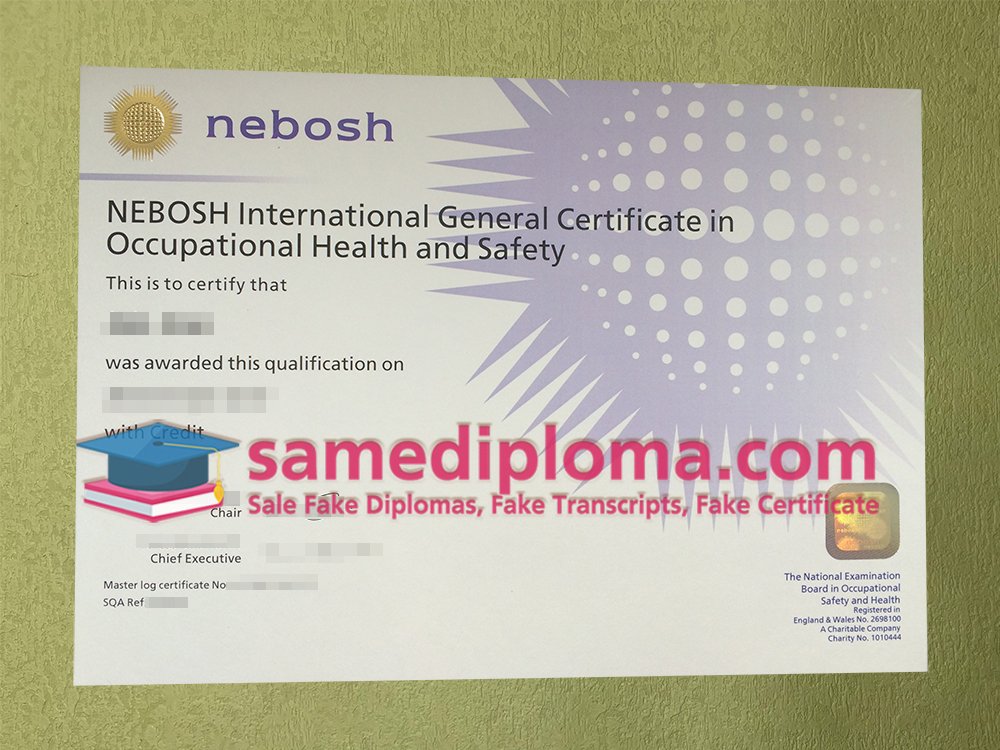 nebosh
NEBOSH International General Certificate in
Occupational Health and Safety
This is to certify that
was awarded this qualification on
with Credit
samediploma.com
Sale Fake Diplomas, Fake Transcripts, Fake Certificate
Chair
Chief Executive
Master log certificate No
SQA Ref
The National Examination
Board in Occupational
Safety and Health
Registered in
England & Wales No. 2698100
A Charitable Company
Charity No. 1010444